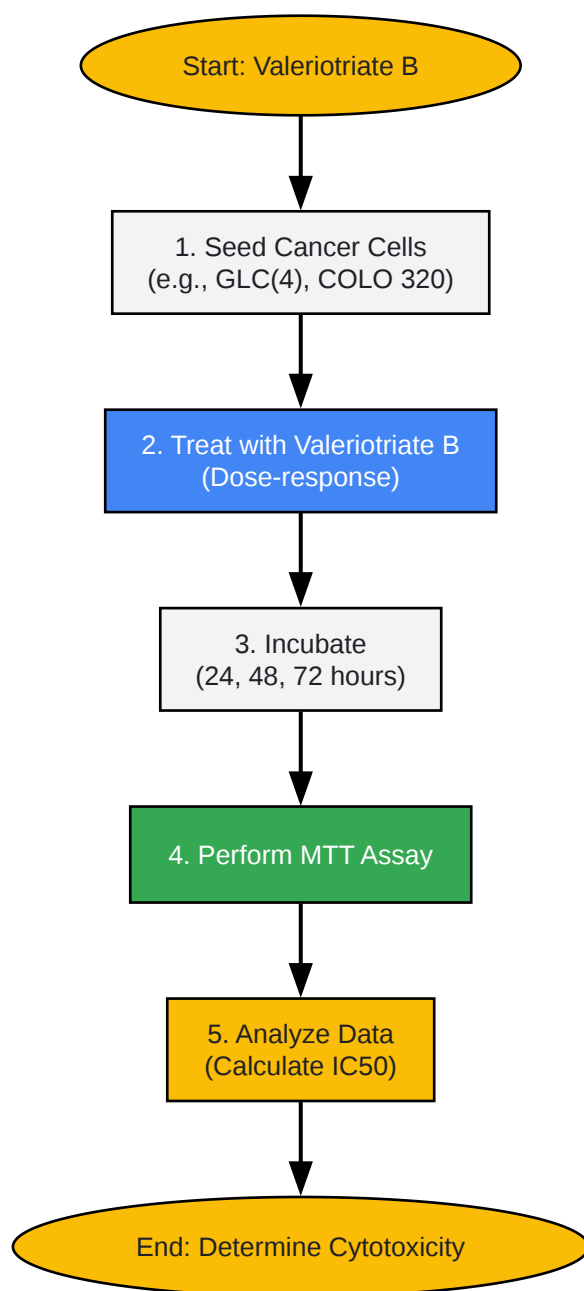 Start: Valeriotriate B
1. Seed Cancer Cells
(e.g., GLC(4), COLO 320)
2. Treat with Valeriotriate B
(Dose-response)
3. Incubate
(24, 48, 72 hours)
4. Perform MTT Assay
5. Analyze Data
(Calculate IC50)
End: Determine Cytotoxicity